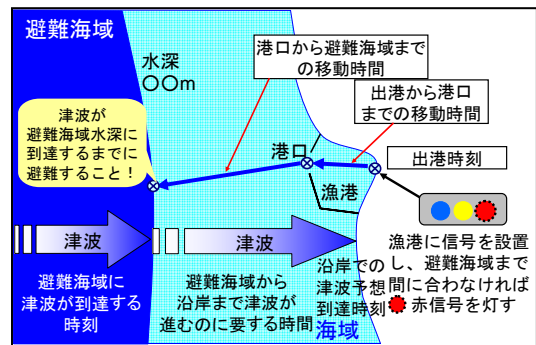 避難海域
水深
〇〇m
港口から避難海域まで
の移動時間
出港から港口
までの移動時間
津波が
避難海域水深に
到達するまでに
避難すること！
港口
出港時刻
漁港
津波
津波
避難海域に
津波が到達する
時刻
避難海域から
沿岸まで津波が
進むのに要する時間
沿岸での
津波予想
到達時刻
海域
漁港に信号を設置
し、避難海域まで
間に合わなければ
赤信号を灯す